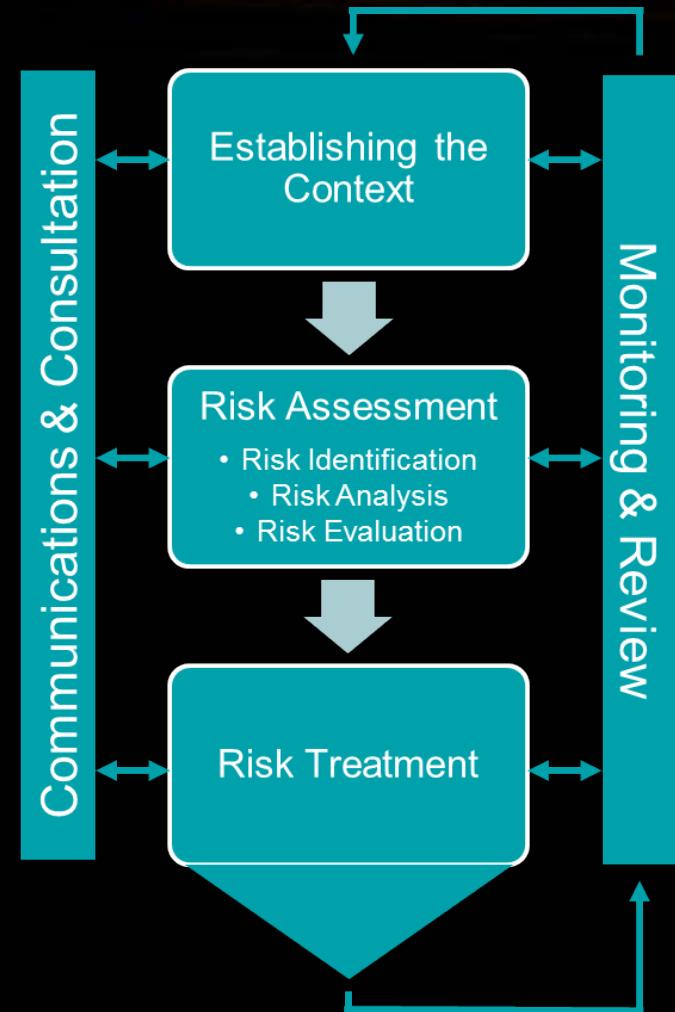 Communications & Consultation
Establishing the
Context
Risk Assessment
• Risk Identification
• Risk Analysis
• Risk Evaluation
Risk Treatment
Monitoring & Review